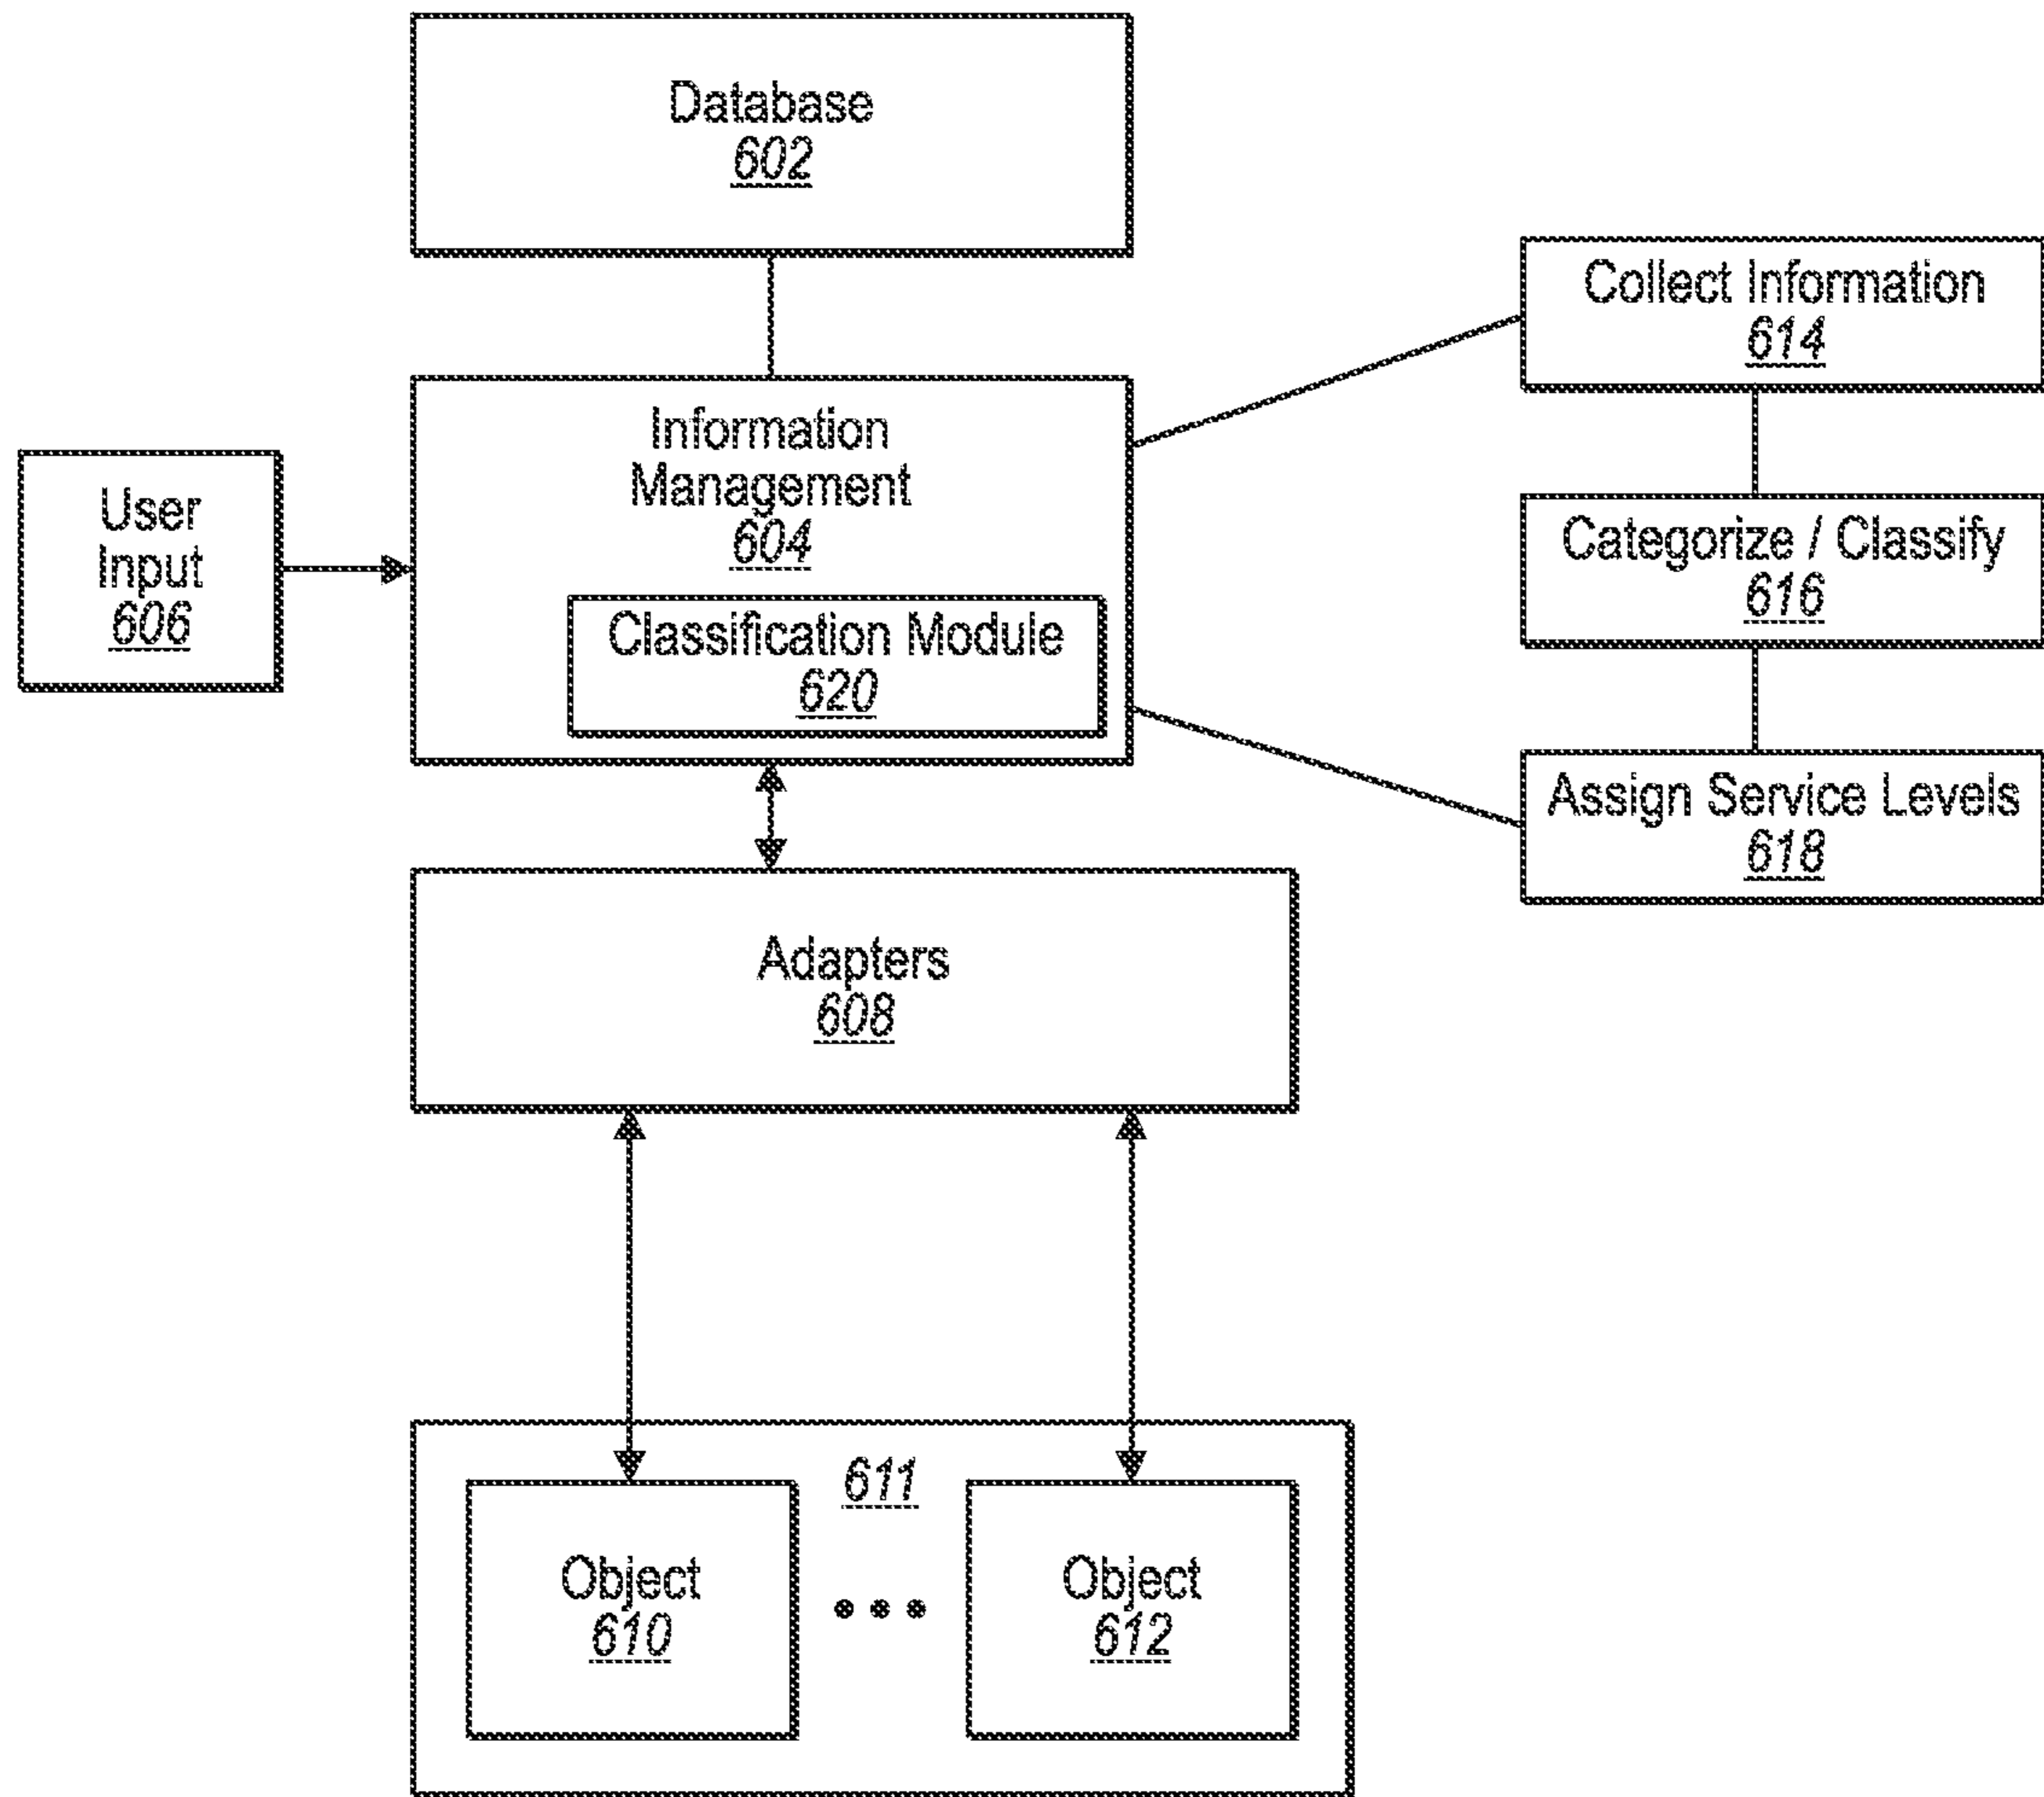 Database
602
Collect Information
614
Information
Management
604
User
Input
606
Categorize / Classify
616
Classification Module
620
Assign Service Levels
618
Adapters
608
611
Object
610
Object
612